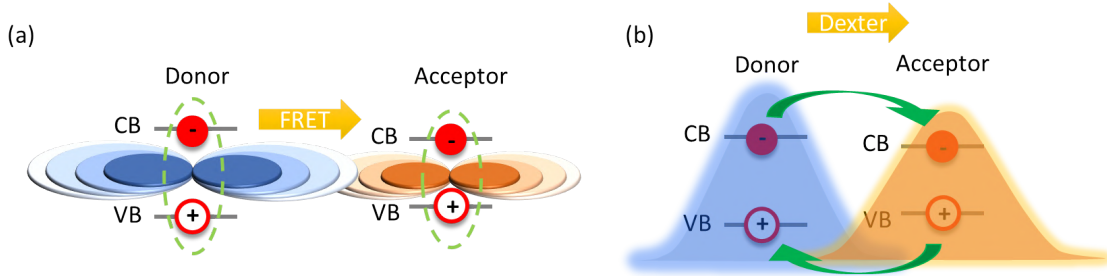 (a)
Donor
Acceptor
FRET
CB
-
CB
-
VB
+
VB
+
(b)
Dexter
Donor
Acceptor
CB
-
CB
-
VB
+
VB
+